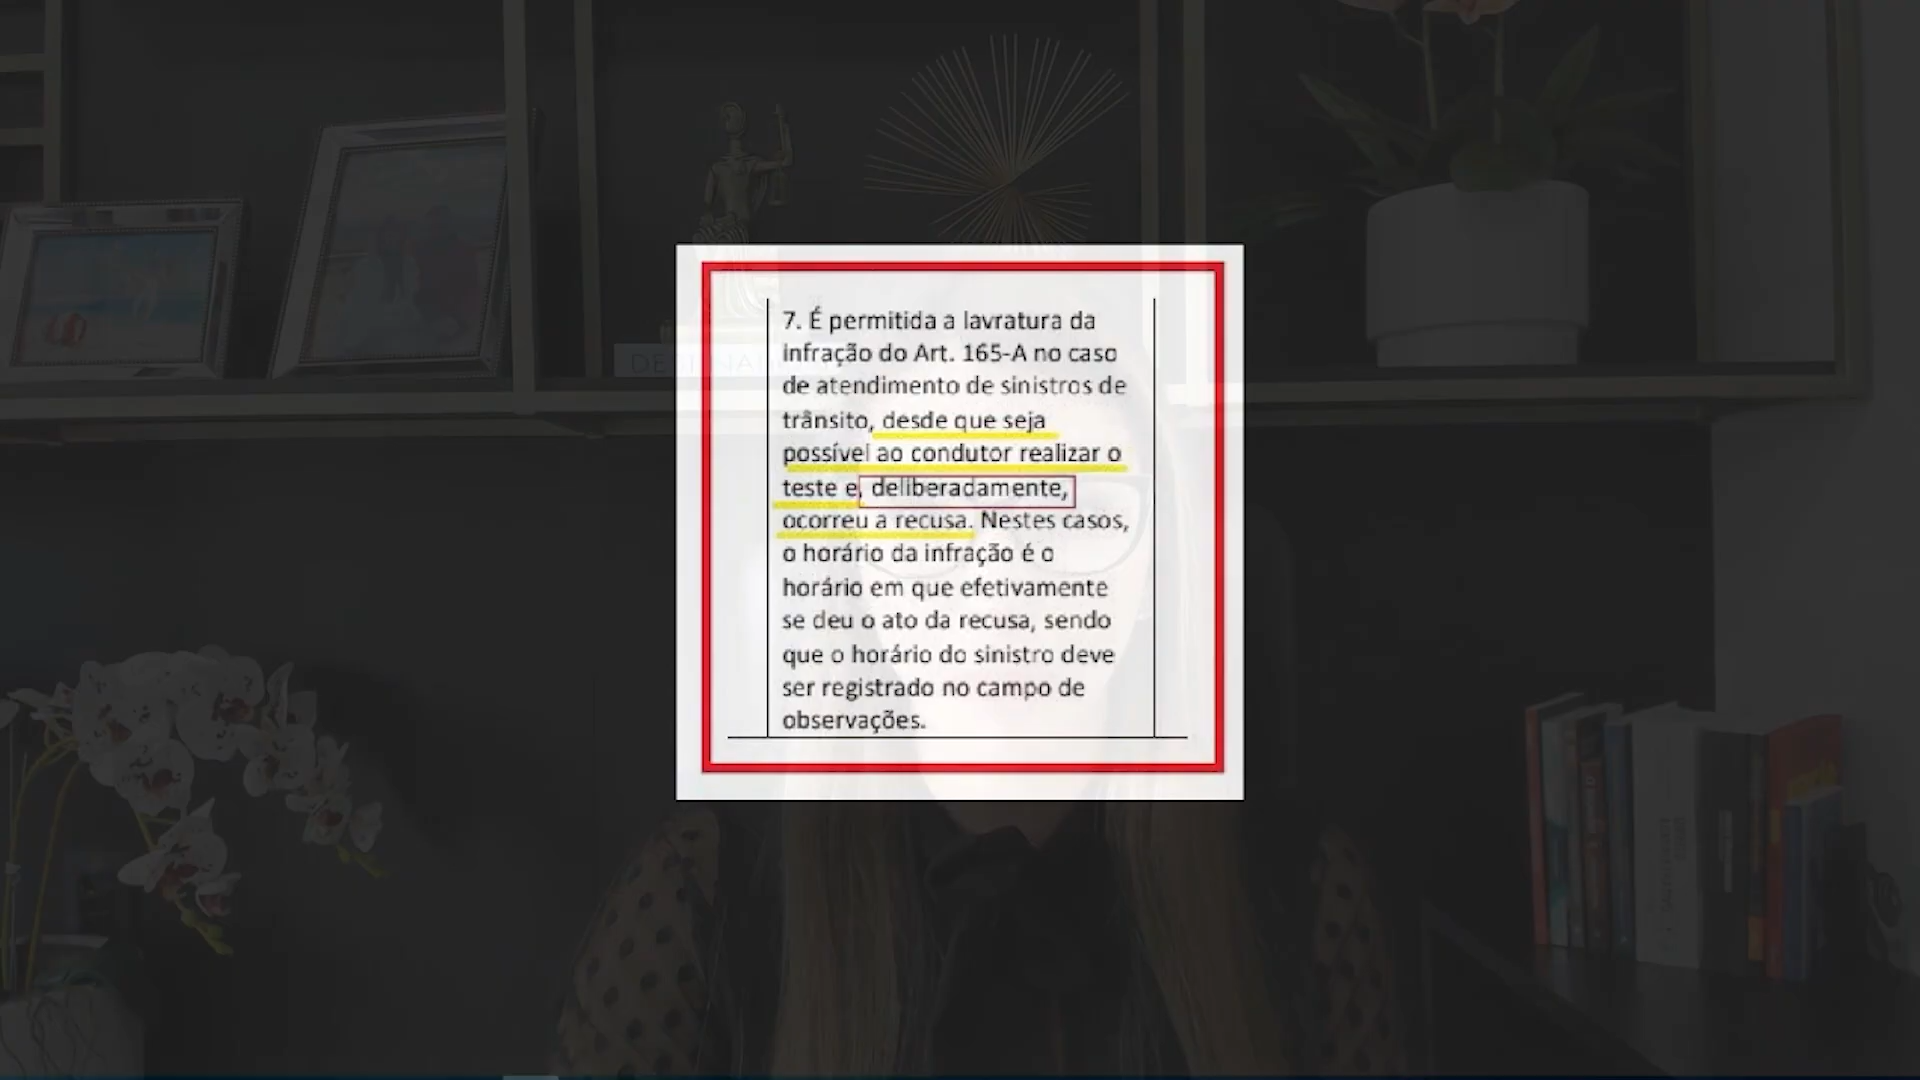 7. É permitida a lavratura da
infração do Art. 165-A no caso
de atendimento de sinistros de
trânsito, desde que seja
possível ao condutor realizar o
teste e, deliberadamente,
ocorreu a recusa. Nestes casos,
o horário da infração é o
horário em que efetivamente
se deu o ato da recusa, sendo
que o horário do sinistro deve
ser registrado no campo de
observações.